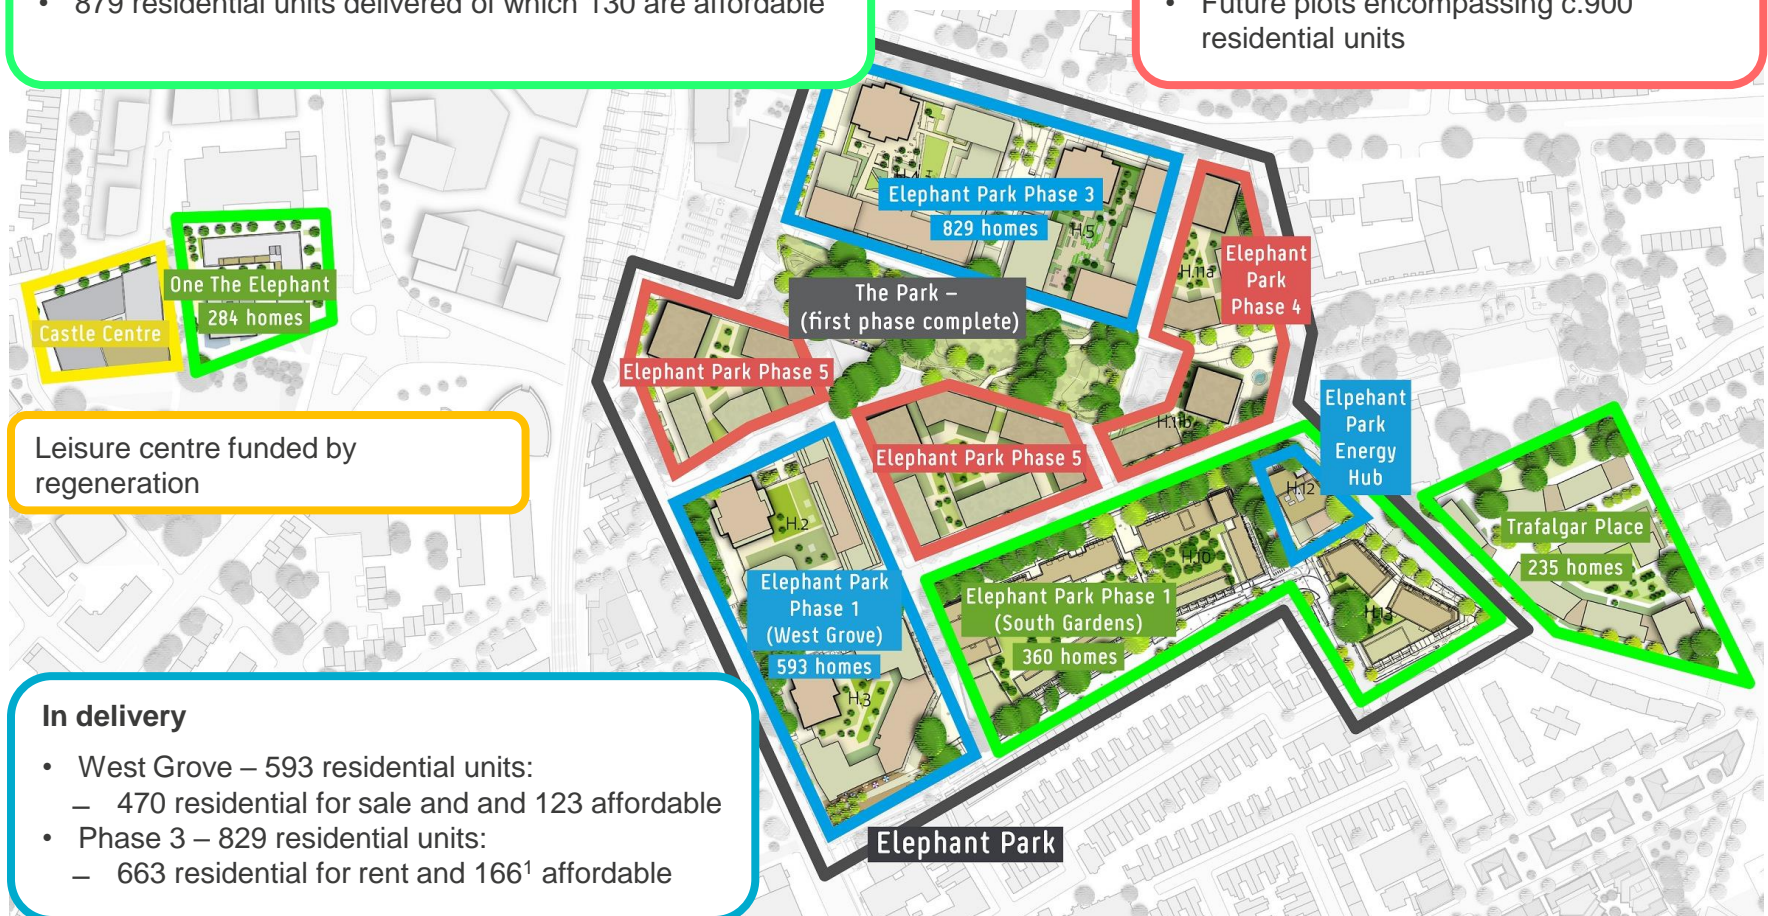 • 879 residential units delivered of which 130 are affordable
• Future plots encompassing c.900
residential units
Elephant Park Phase 3
829 homes
H.4
H.5
H.11a
Elephant
Park
Phase 4
The Park –
(first phase complete)
One The Elephant
284 homes
Castle Centre
Elephant Park Phase 5
Elpehant
Park
Energy
Hub
H.11b
Elephant Park Phase 5
Leisure centre funded by
regeneration
H.12
H.2
Trafalgar Place
235 homes
H.10
Elephant Park
Phase 1
(West Grove)
593 homes
Elephant Park Phase 1
(South Gardens)
360 homes
H.13
H.3
In delivery
• West Grove – 593 residential units:
– 470 residential for sale and and 123 affordable
• Phase 3 – 829 residential units:
– 663 residential for rent and 166¹ affordable
Elephant Park